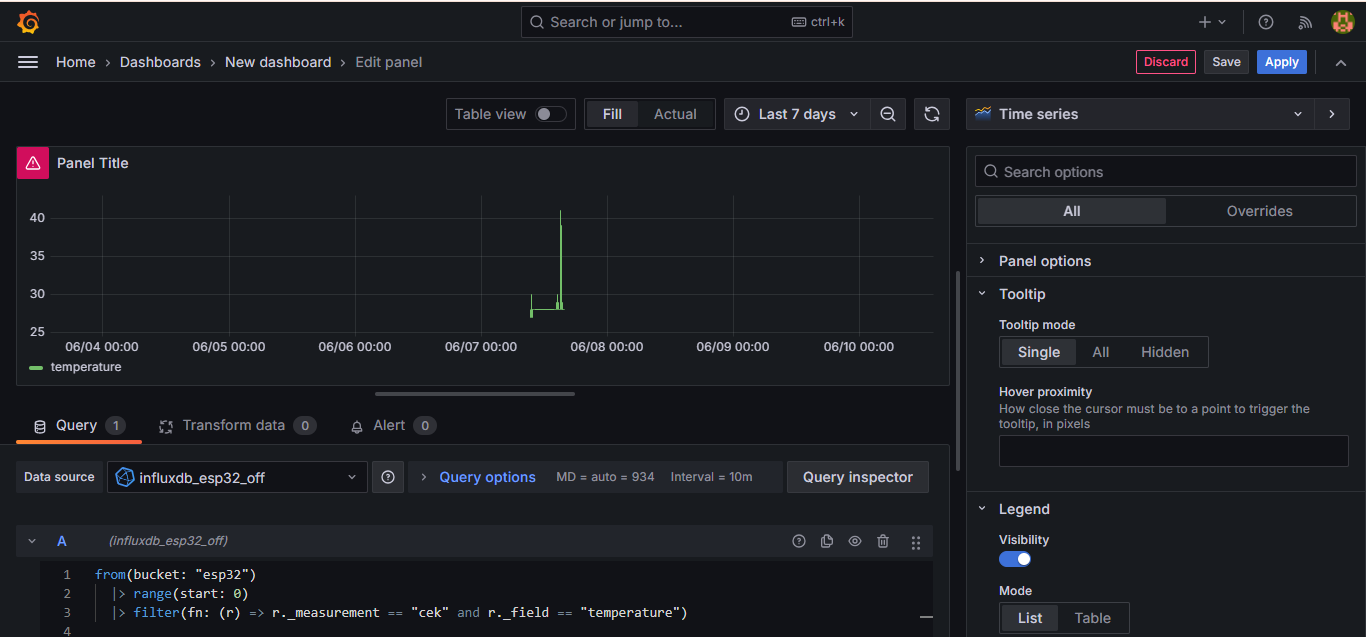 Search or jump to... ctrl+k
Home › Dashboards › New dashboard › Edit panel Discard Save Apply
Table view Fill Actual Last 7 days Time series
Panel Title
Search options
All Overrides
40
35
30
25
06/04 00:00 06/05 00:00 06/06 00:00 06/07 00:00 06/08 00:00 06/09 00:00 06/10 00:00
temperature
Panel options
Tooltip
Tooltip mode
Single All Hidden
Hover proximity
How close the cursor must be to a point to trigger the
tooltip, in pixels
Query 1 Transform data 0 Alert 0
Data source influxdb_esp32_off Query options MD = auto = 934 Interval = 10m Query inspector
Legend
Visibility
Mode
List Table
A (influxdb_esp32_off)
1 from(bucket: "esp32")
2 |> range(start: 0)
3 |> filter(fn: (r) => r._measurement == "cek" and r._field == "temperature")
4